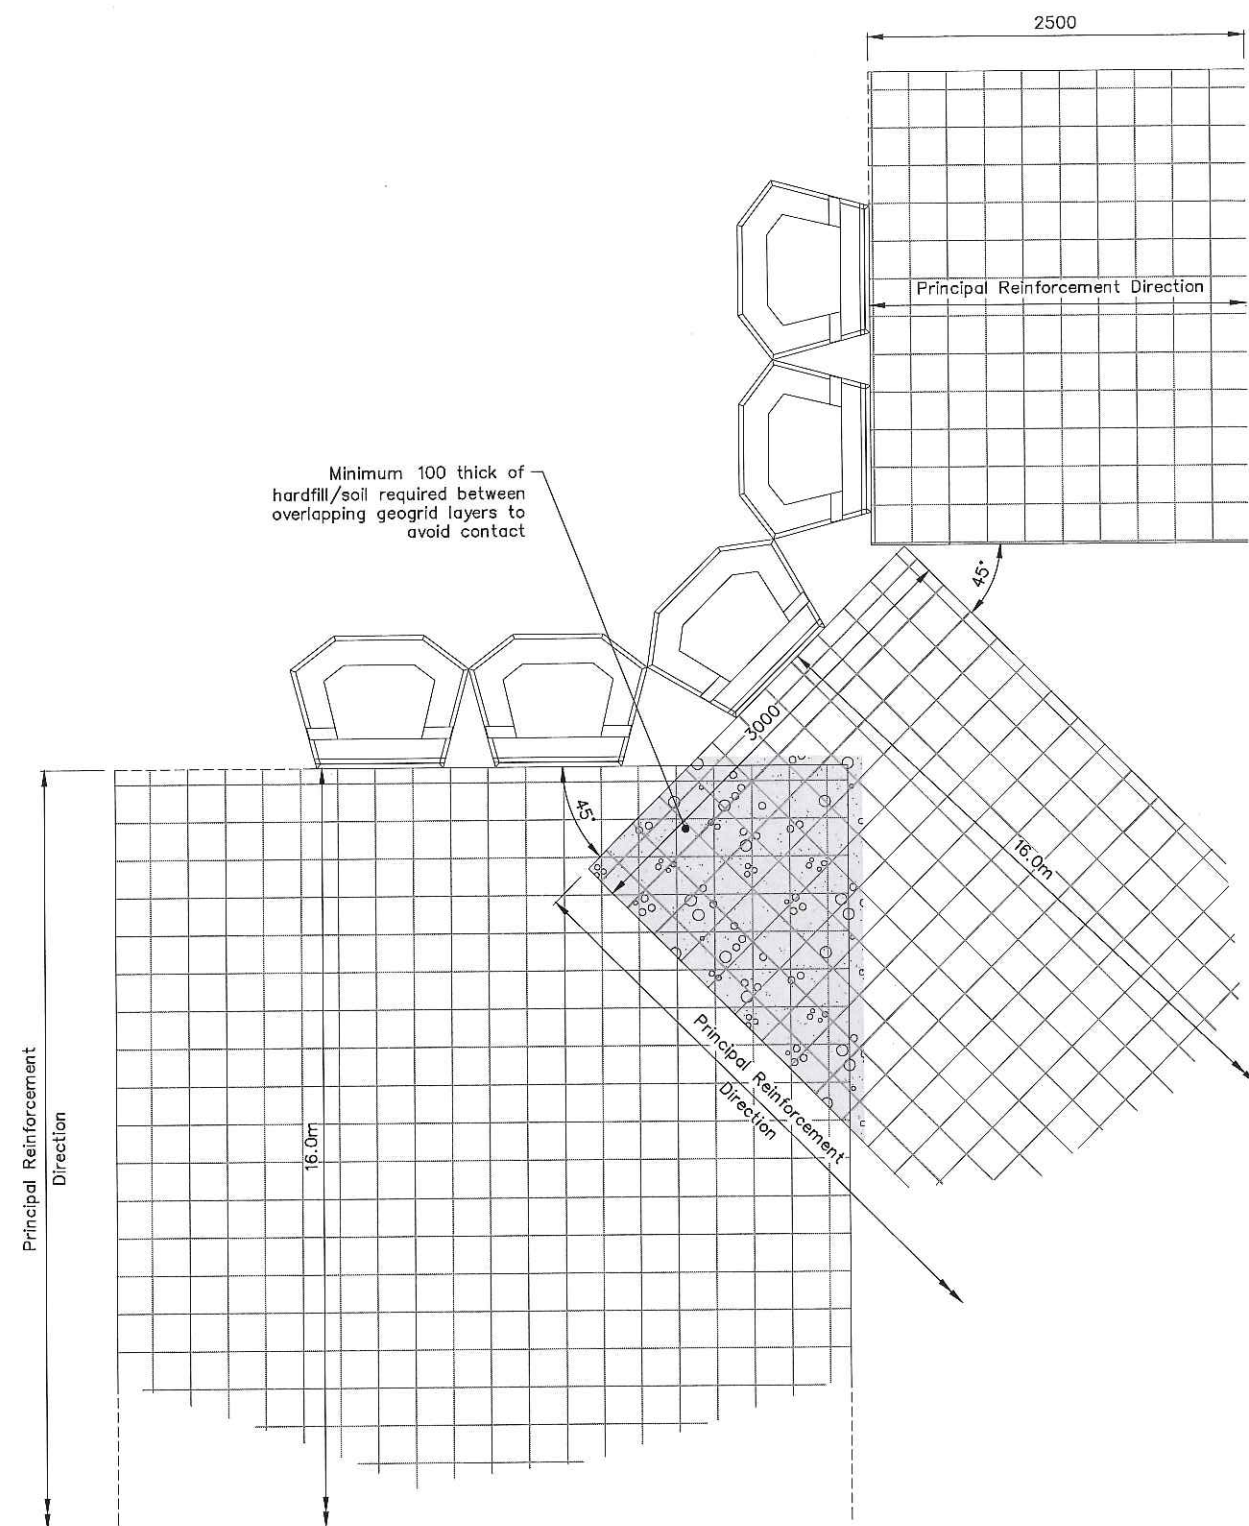 2500
Principal Reinforcement Direction
Minimum 100 thick of
hardfill/soil required between
overlapping geogrid layers to
avoid contact
45°
3000
45°
16.0m
Principal Reinforcement
Direction
16.0m
Principal Reinforcement
Direction